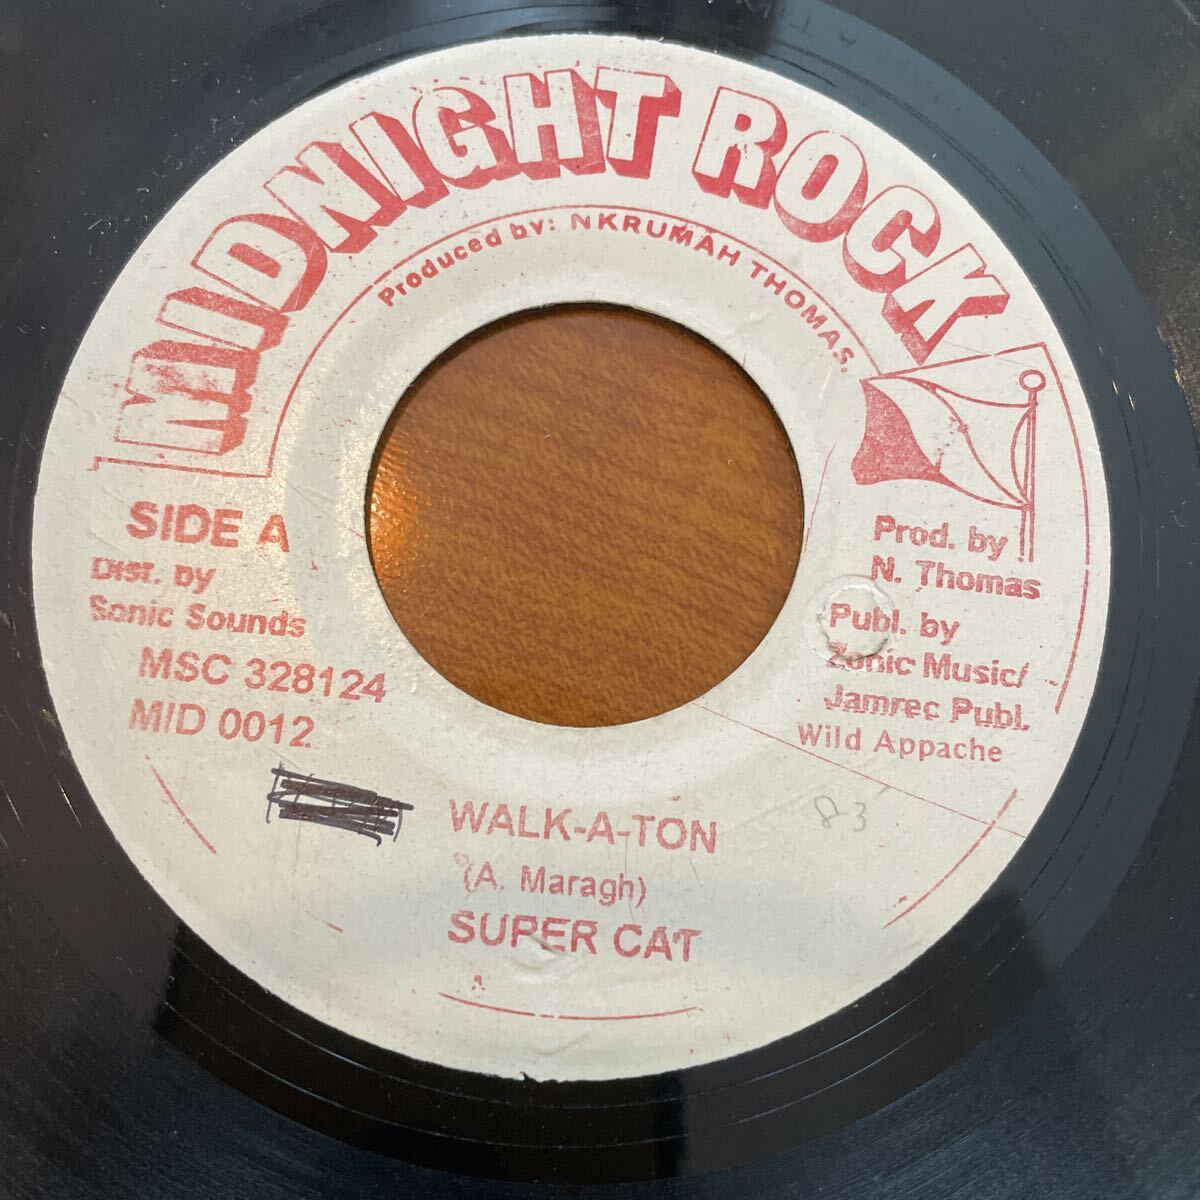 MIDNIGHT ROCK
Produced by: NKRUMAH THOMAS.
SIDE A
Dist. by
Sonic Sounds
MSC 328124
MID 0012
Prod. by
N. Thomas
Publ. by
Zonic Music/
Jamrec Publ.
Wild Appache
83
WALK-A-TON
(A. Maragh)
SUPER CAT